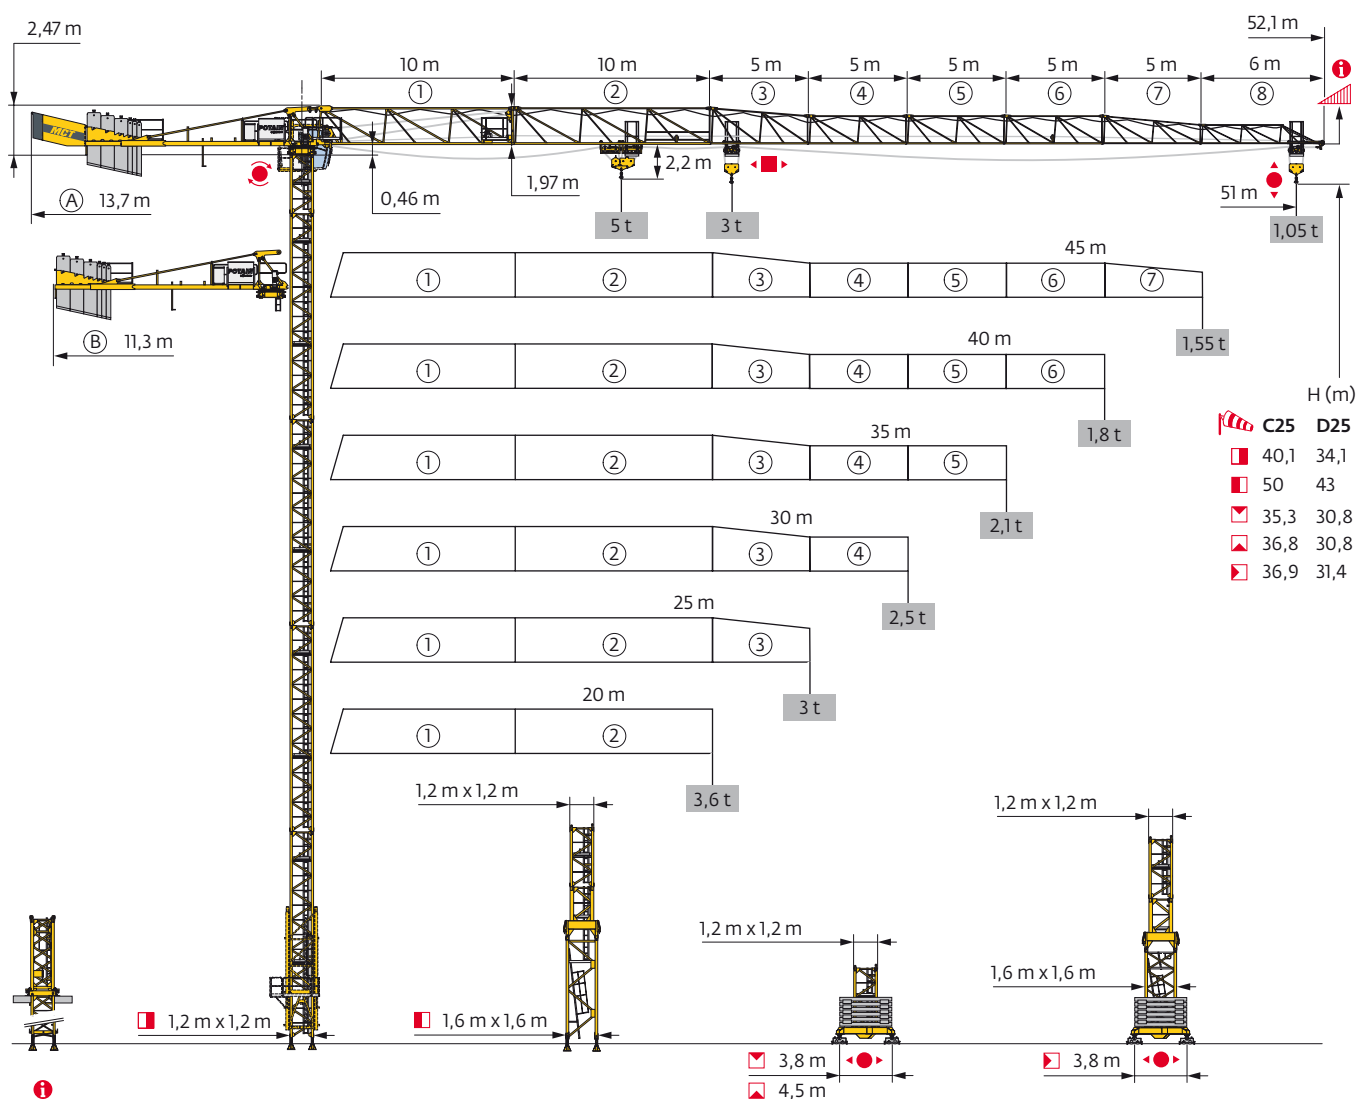 2,47 m
52,1 m
10 m 10 m 5 m 5 m 5 m 5 m 5 m 6 m
1 2 3 4 5 6 7 8
i
MCT
POTAIN
2,2 m
1,97 m
0,46 m
A 13,7 m
51 m
5 t 3 t 1,05 t
45 m
1 2 3 4 5 6 7
POTAIN
B 11,3 m
1,55 t
40 m
1 2 3 4 5 6
1,8 t
H (m)
C25 D25
40,1 34,1
50 43
35,3 30,8
36,8 30,8
36,9 31,4
35 m
1 2 3 4 5
2,1 t
30 m
1 2 3 4
2,5 t
25 m
1 2 3
3 t
20 m
1 2
3,6 t
1,2 m x 1,2 m
1,2 m x 1,2 m
1,2 m x 1,2 m
1,6 m x 1,6 m
1,2 m x 1,2 m
1,6 m x 1,6 m
3,8 m
4,5 m
3,8 m
i